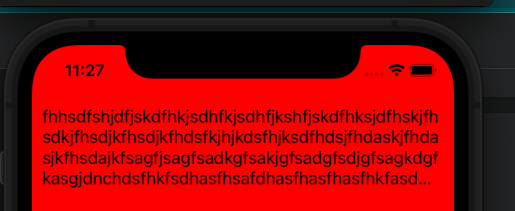 11:27
fhhsdfshjdfjskdfhkjsdhfkjsdhfjkshfjskdfhksjdfhskjfh
sdkjfhsdjkfhsdjkfhdsfkjhjkdsfhjksdfhdsjfhdaskjfhda
sjkfhsdajkfsagfjsagfsadkgfsakjgfsadgfsdjgfsagkdgf
kasgjdnchdsfhkfsdhasfhsafdhasfhasfhasfhkfasd...